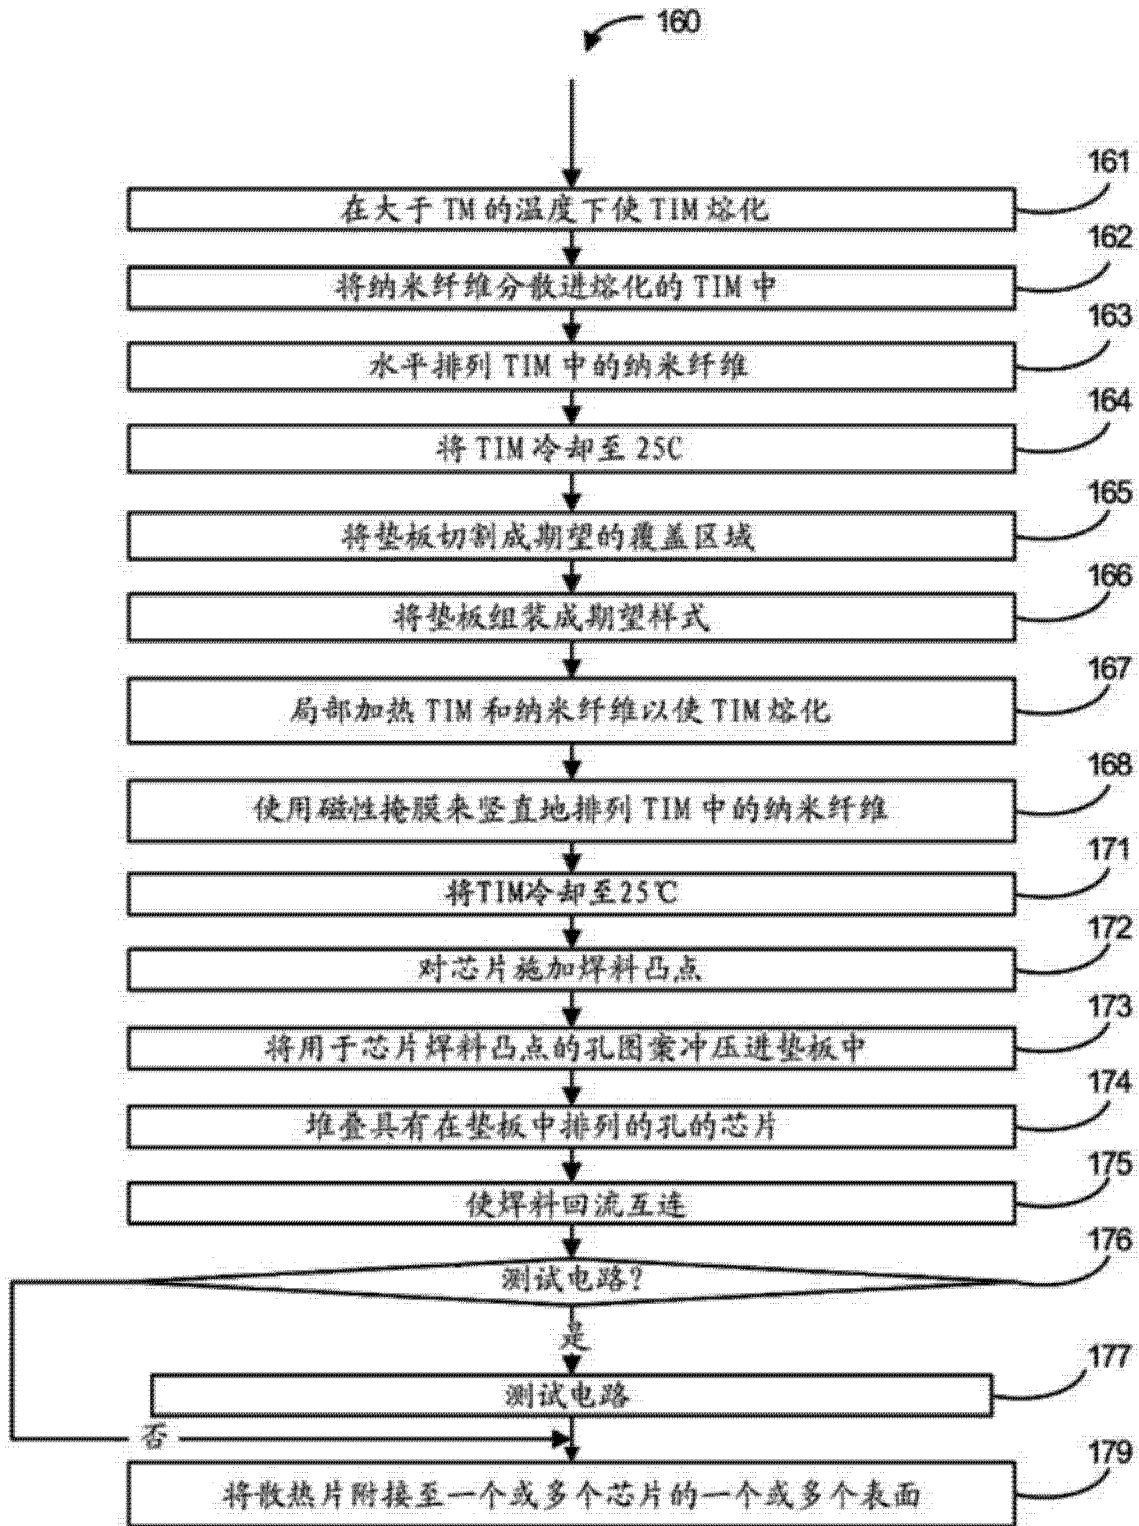 160
161
在大于 TM 的温度下使 TIM 熔化
162
将纳米纤维分散进熔化的 TIM 中
163
水平排列 TIM 中的纳米纤维
164
将 TIM 冷却至 25C
165
将垫板切割成期望的覆盖区域
166
将垫板组装成期望样式
167
局部加热 TIM 和纳米纤维以使 TIM 熔化
168
使用磁性掩膜来竖直地排列 TIM 中的纳米纤维
171
将TIM冷却至25℃
172
对芯片施加焊料凸点
173
将用于芯片焊料凸点的孔图案冲压进垫板中
174
堆叠具有在垫板中排列的孔的芯片
175
使焊料回流互连
176
测试电路?
是
177
测试电路
否
179
将散热片附接至一个或多个芯片的一个或多个表面